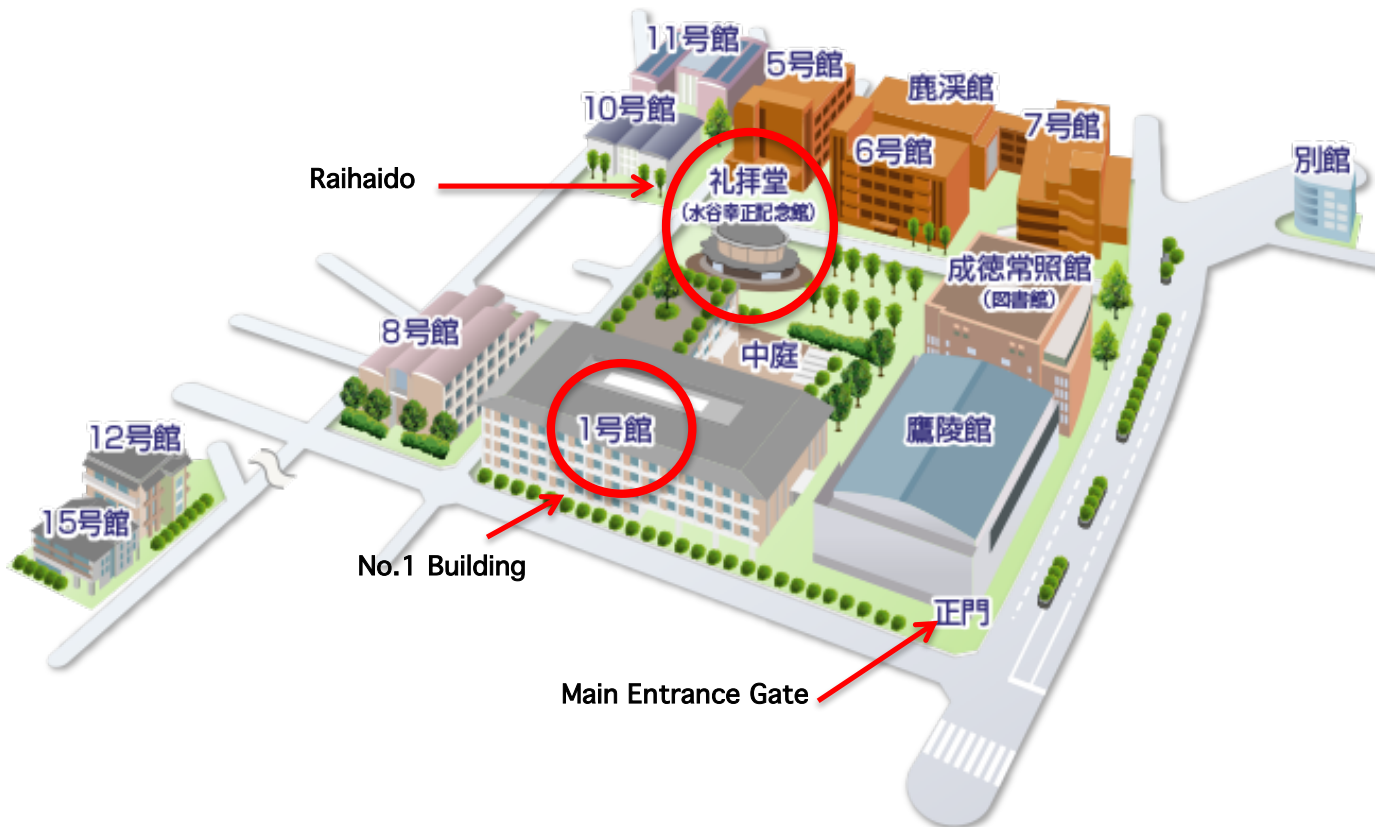 11号館
5号館
鹿渓館
10号館
7号館
6号館
別館
Raihaido
礼拝堂
(水谷幸正記念館)
成徳常照館
(図書館)
8号館
中庭
1号館
鷹陵館
12号館
15号館
No.1 Building
正門
Main Entrance Gate